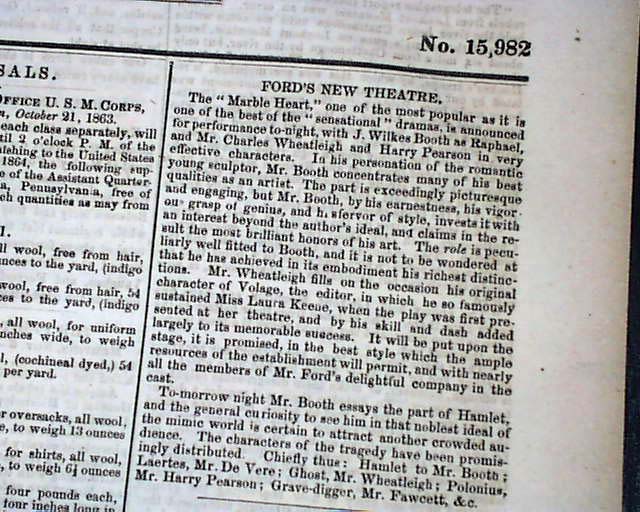 No. 15,982
SALS.
OFFICE U. S. M. CORPS,
October 21, 1863.
each class separately, will
2 o'clock P. M. of the
to the United States
1864, the following sup-
e of the Assistant Quarter-
a, Pennsylvania, free of
ch quantities as may from
I.
ll wool, free from hair,
nces to the yard, (indigo
wool, free from hair, 54
ces to the yard, (indigo
, all wool, for uniform
nches wide, to weigh
l, (cochineal dyed,) 54
per yard.
r oversacks, all wool,
e, to weigh 13 ounces
for shirts, all wool,
, to weigh 6½ ounces
four pounds each,
four inches long in
FORD'S NEW THEATRE.
The "Marble Heart," one of the most popular as it is
one of the best of the "sensational" dramas, is announced
for performance to-night, with J. Wilkes Booth as Raphael,
and Mr. Charles Wheatleigh and Harry Pearson in very
effective characters. In his personation of the romantic
young sculptor, Mr. Booth concentrates many of his best
qualities as an artist. The part is exceedingly picturesque
and engaging, but Mr. Booth, by his earnestness, his vigor-
ous grasp of genius, and his fervor of style, invests it with
an interest beyond the author's ideal, and claims in the re-
sult the most brilliant honors of his art. The role is pecu-
liarly well fitted to Booth, and it is not to be wondered at
that he has achieved in its embodiment his richest distinc-
tions. Mr. Wheatleigh fills on the occasion his original
character of Volage, the editor, in which he so famously
sustained Miss Laura Keene, when the play was first pre-
sented at her theatre, and by his skill and dash added
largely to its memorable success. It will be put upon the
stage, it is promised, in the best style which the ample
resources of the establishment will permit, and with nearly
all the members of Mr. Ford's delightful company in the
cast.
To-morrow night Mr. Booth essays the part of Hamlet,
and the general curiosity to see him in that noblest ideal of
the mimic world is certain to attract another crowded au-
dience. The characters of the tragedy have been promis-
ingly distributed. Chiefly thus: Hamlet to Mr. Booth;
Laertes, Mr. De Vere; Ghost, Mr. Wheatleigh; Polonius,
Mr. Harry Pearson; Grave-digger, Mr. Fawcett, &c.